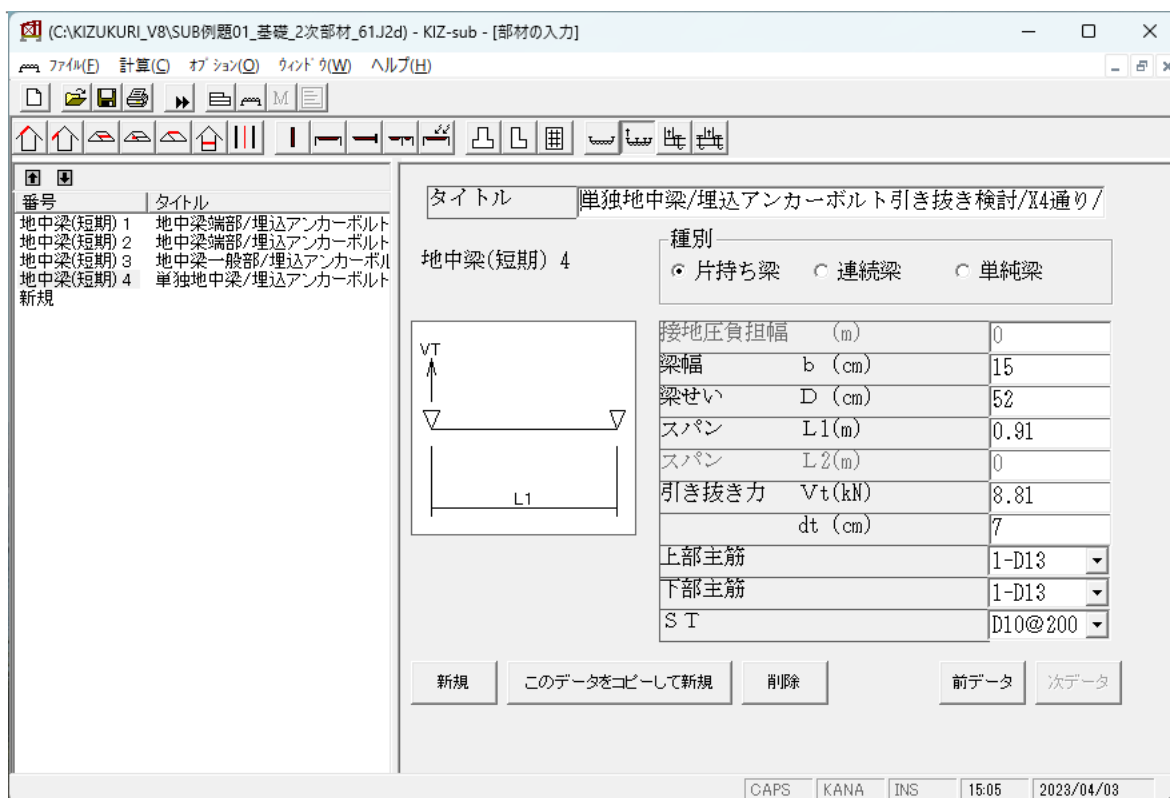 (C:\KIZUKURI_V8\SUB例題01_基礎_2次部材_61.J2d) - KIZ-sub - [部材の入力]
ファイル(F) 計算(C) オプション(O) ウィンドウ(W) ヘルプ(H)
M
番号 タイトル
地中梁(短期) 1 地中梁端部/埋込アンカーボルト
地中梁(短期) 2 地中梁端部/埋込アンカーボルト
地中梁(短期) 3 地中梁一般部/埋込アンカーボル
地中梁(短期) 4 単独地中梁/埋込アンカーボルト
新規
タイトル 単独地中梁/埋込アンカーボルト引き抜き検討/X4通り/
地中梁(短期) 4
種別
片持ち梁 連続梁 単純梁
VT
L1
接地圧負担幅 (m) 0
梁幅 b (cm) 15
梁せい D (cm) 52
スパン L1(m) 0.91
スパン L2(m) 0
引き抜き力 Vt(kN) 8.81
dt (cm) 7
上部主筋 1-D13
下部主筋 1-D13
ST D10@200
新規 このデータをコピーして新規 削除 前データ 次データ
CAPS KANA INS 15:05 2023/04/03